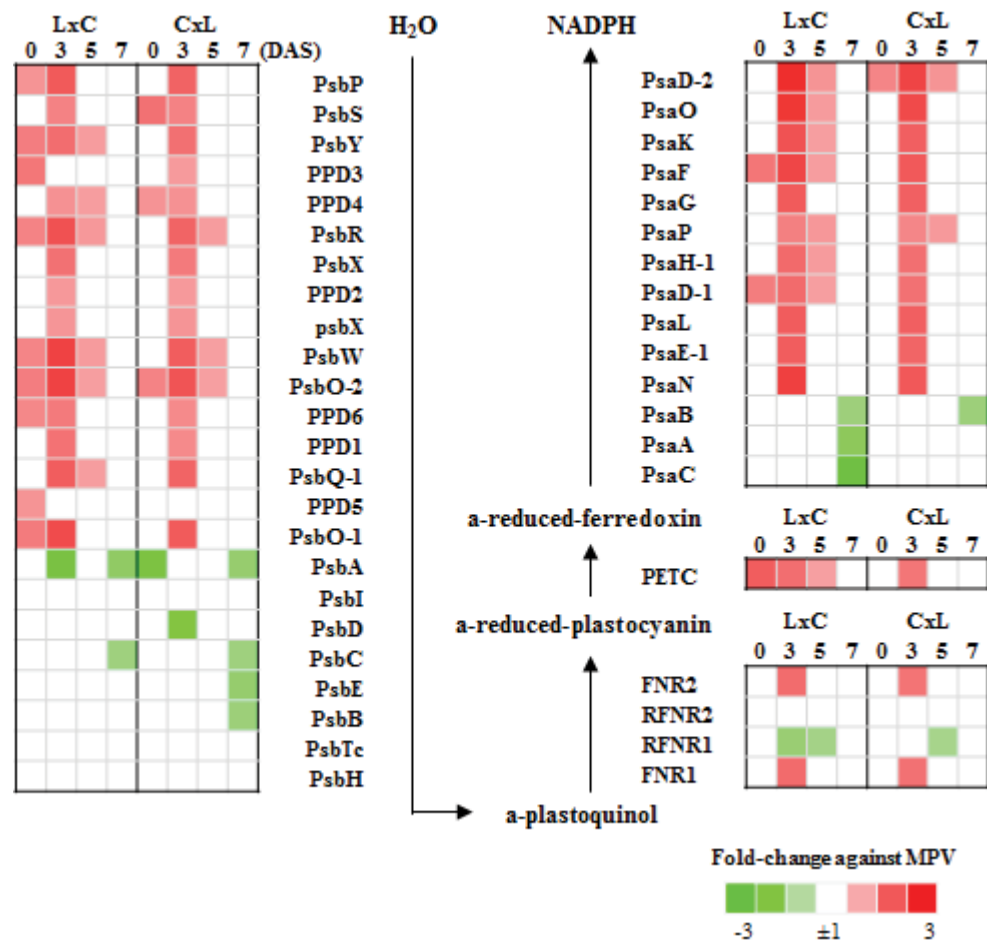 LxC CxL
0 3 5 7 0 3 5 7 (DAS)
PsbP
PsbS
PsbY
PPD3
PPD4
PsbR
PsbX
PPD2
psbX
PsbW
PsbO-2
PPD6
PPD1
PsbQ-1
PPD5
PsbO-1
PsbA
PsbI
PsbD
PsbC
PsbE
PsbB
PsbTc
PsbH
H₂O NADPH
a-reduced-ferredoxin
a-reduced-plastocyanin
a-plastoquinol
LxC CxL
0 3 5 7 0 3 5 7
PsaD-2
PsaO
PsaK
PsaF
PsaG
PsaP
PsaH-1
PsaD-1
PsaL
PsaE-1
PsaN
PsaB
PsaA
PsaC
LxC CxL
0 3 5 7 0 3 5 7
PETC
LxC CxL
0 3 5 7 0 3 5 7
FNR2
RFNR2
RFNR1
FNR1
Fold-change against MPV
-3 ±1 3